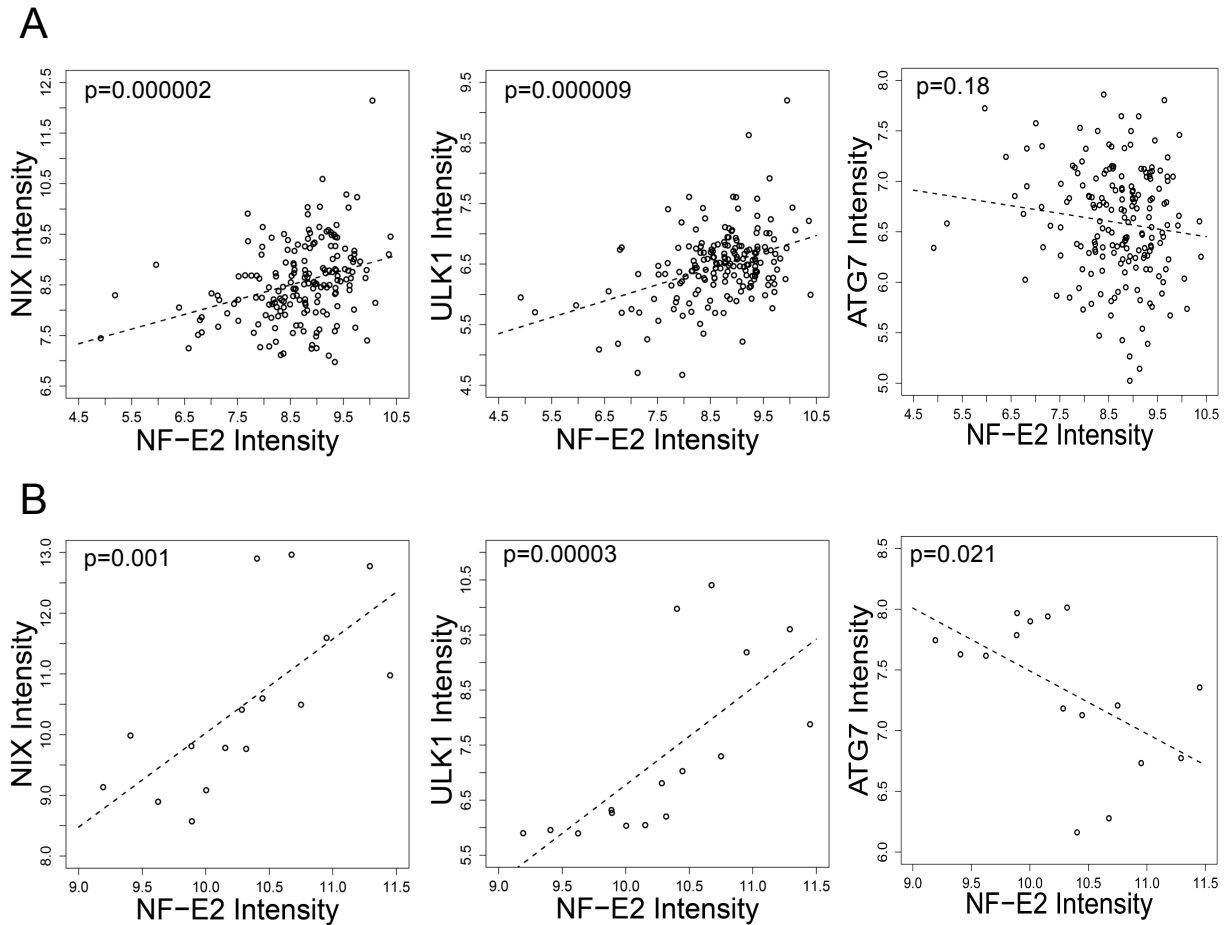 A
p=0.000002
NIX Intensity
12.5
11.5
10.5
9.5
8.5
7.5
6.5
4.5 5.5 6.5 7.5 8.5 9.5 10.5
NF−E2 Intensity
p=0.000009
ULK1 Intensity
9.5
8.5
7.5
6.5
5.5
4.5
4.5 5.5 6.5 7.5 8.5 9.5 10.5
NF−E2 Intensity
p=0.18
ATG7 Intensity
8.0
7.5
7.0
6.5
6.0
5.5
5.0
4.5 5.5 6.5 7.5 8.5 9.5 10.5
NF−E2 Intensity
B
p=0.001
NIX Intensity
13.0
12.0
11.0
10.0
9.0
8.0
9.0 9.5 10.0 10.5 11.0 11.5
NF−E2 Intensity
p=0.00003
ULK1 Intensity
10.5
9.5
8.5
7.5
6.5
5.5
9.0 9.5 10.0 10.5 11.0 11.5
NF−E2 Intensity
p=0.021
ATG7 Intensity
8.5
8.0
7.5
7.0
6.5
6.0
9.0 9.5 10.0 10.5 11.0 11.5
NF−E2 Intensity